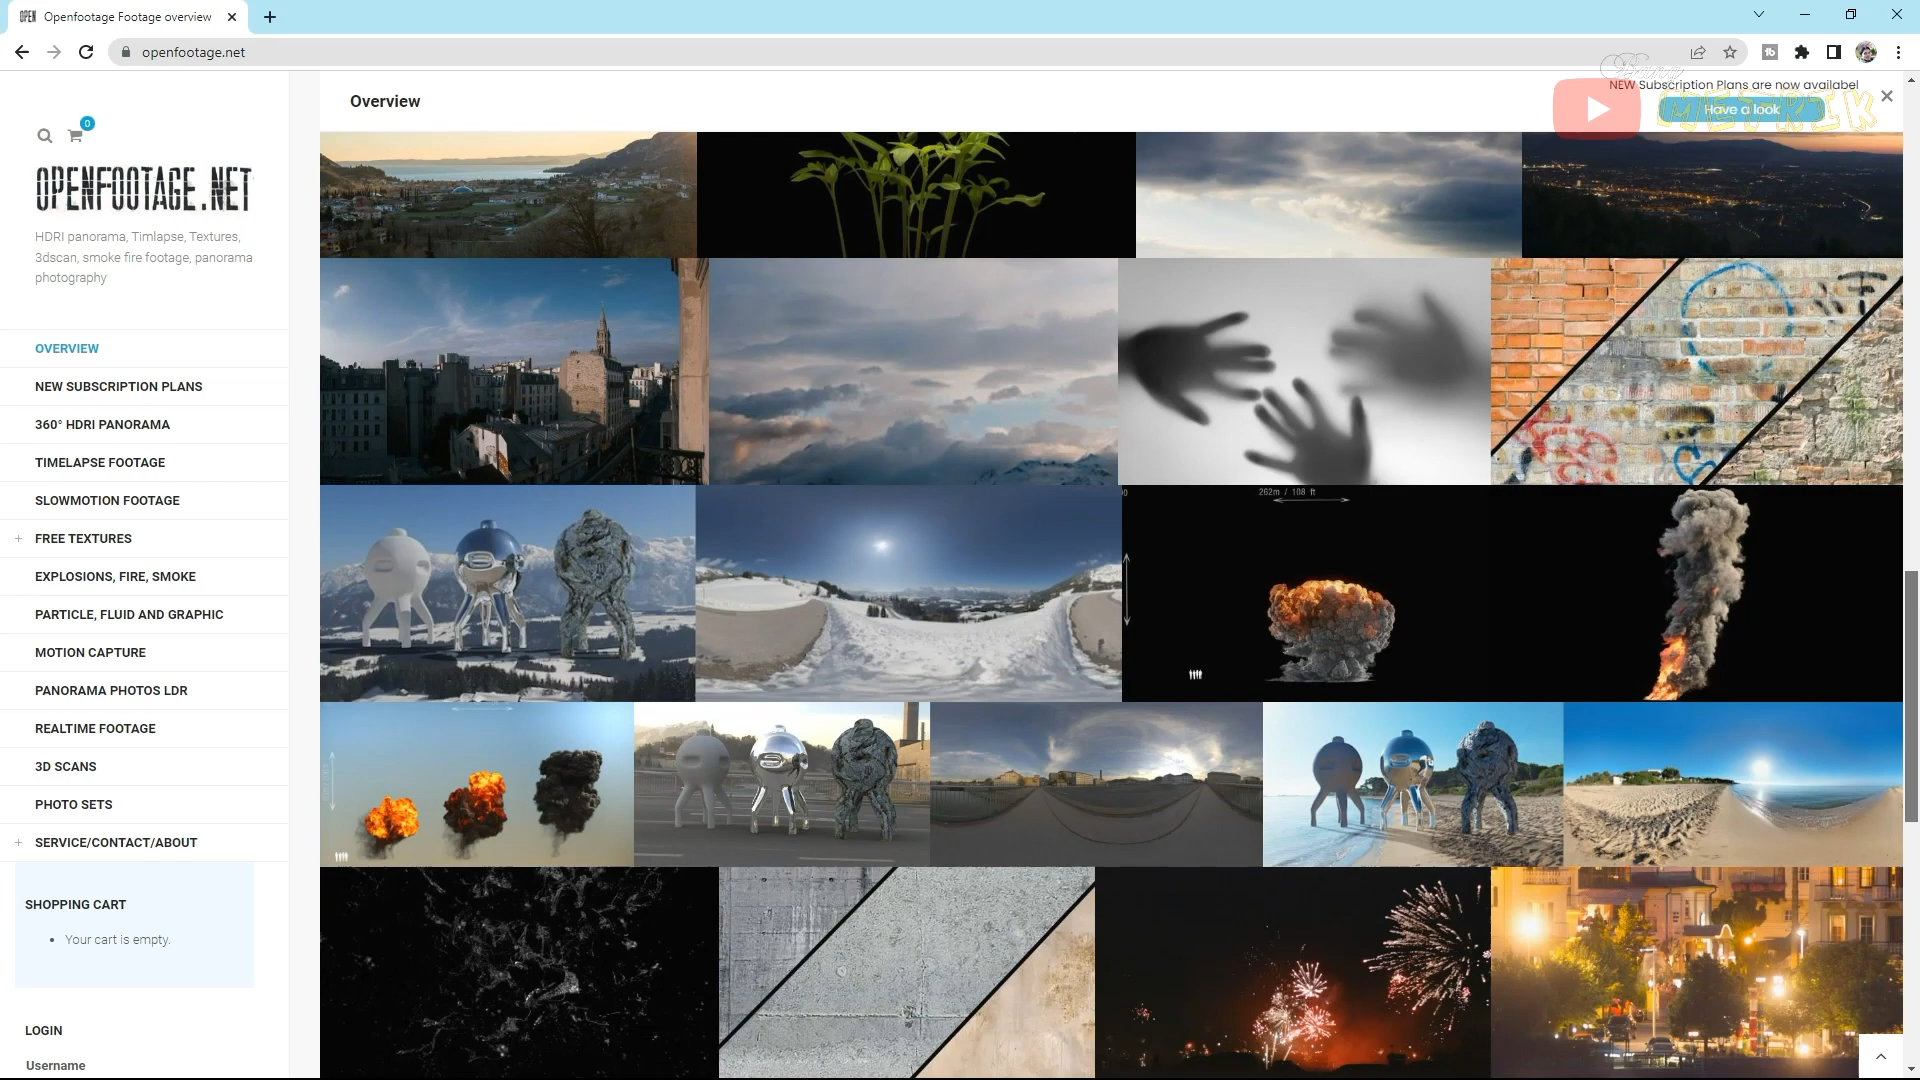 OPEN Openfootage Footage overview
openfootage.net
0
OPENFOOTAGE.NET
HDRI panorama, Timlapse, Textures,
3dscan, smoke fire footage, panorama
photography
OVERVIEW
NEW SUBSCRIPTION PLANS
360° HDRI PANORAMA
TIMELAPSE FOOTAGE
SLOWMOTION FOOTAGE
+ FREE TEXTURES
EXPLOSIONS, FIRE, SMOKE
PARTICLE, FLUID AND GRAPHIC
MOTION CAPTURE
PANORAMA PHOTOS LDR
REALTIME FOOTAGE
3D SCANS
PHOTO SETS
+ SERVICE/CONTACT/ABOUT
SHOPPING CART
• Your cart is empty.
LOGIN
Username
Overview
NEW Subscription Plans are now availabel
Have a look
METRIK
262m / 108 ft